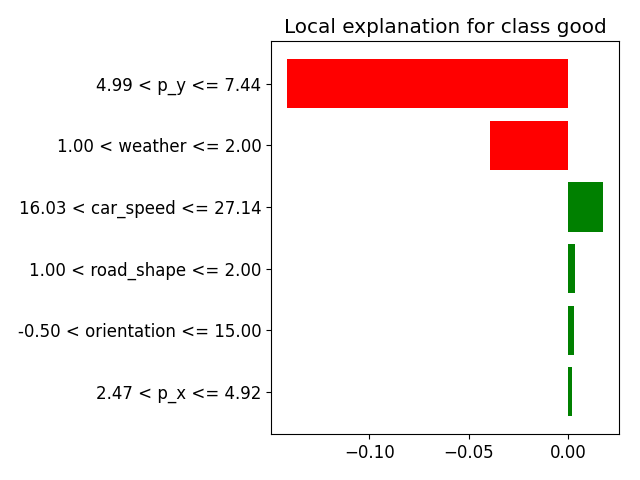 Local explanation for class good
4.99 < p_y <= 7.44
1.00 < weather <= 2.00
16.03 < car_speed <= 27.14
1.00 < road_shape <= 2.00
-0.50 < orientation <= 15.00
2.47 < p_x <= 4.92
−0.10 −0.05 0.00